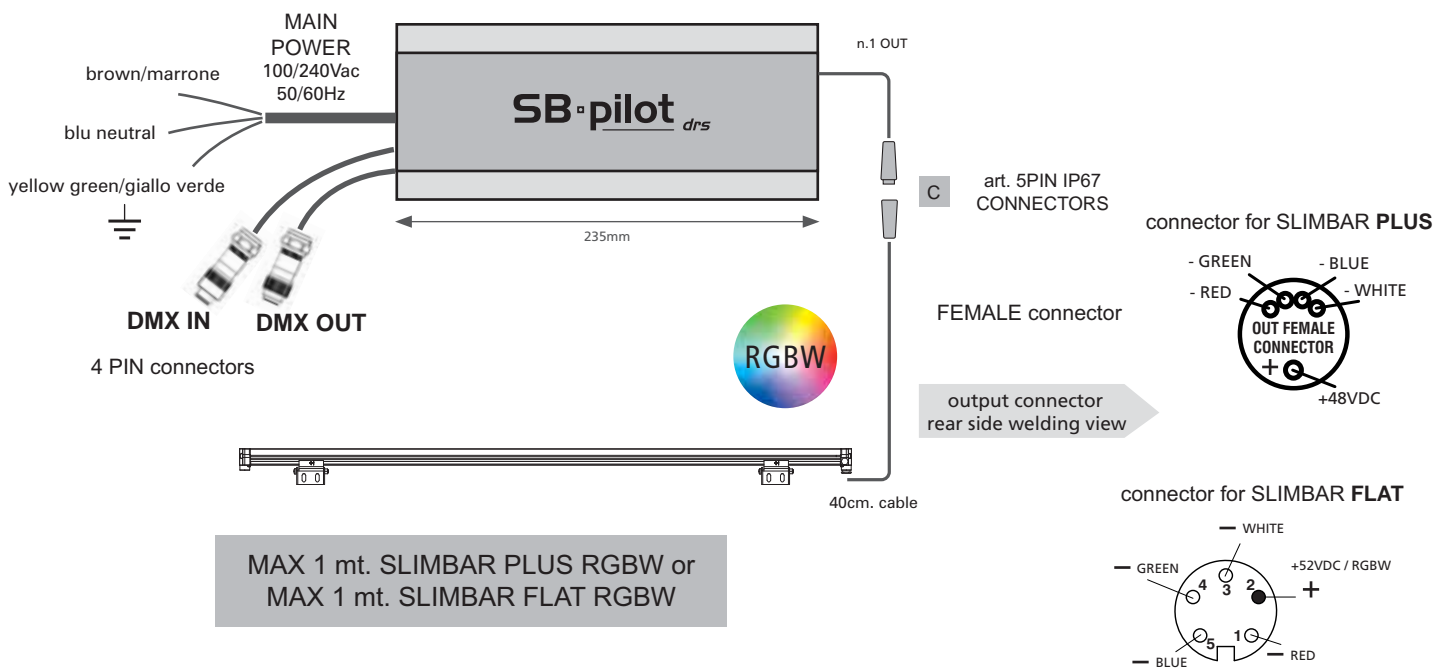 MAIN
POWER
100/240Vac
50/60Hz
brown/marrone
blu neutral
yellow green/giallo verde
SB pilot drs
n.1 OUT
235mm
C
art. 5PIN IP67
CONNECTORS
DMX IN
DMX OUT
4 PIN connectors
RGBW
FEMALE connector
output connector
rear side welding view
40cm. cable
MAX 1 mt. SLIMBAR PLUS RGBW or
MAX 1 mt. SLIMBAR FLAT RGBW
connector for SLIMBAR PLUS
- GREEN
- BLUE
- RED
- WHITE
OUT FEMALE
CONNECTOR
+
+48VDC
connector for SLIMBAR FLAT
— WHITE
— GREEN
+52VDC / RGBW
+
4
3
2
5
1
— RED
— BLUE